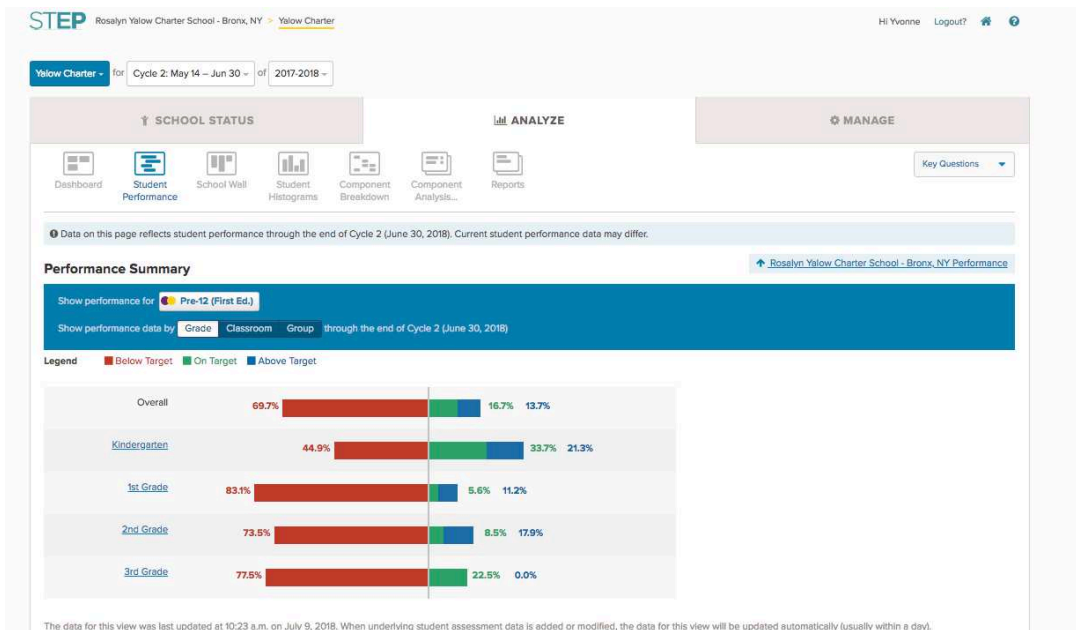 STEP Rosalyn Yalow Charter School - Bronx, NY > Yalow Charter Hi Yvonne Logout?
Yalow Charter for Cycle 2: May 14 – Jun 30 of 2017-2018
SCHOOL STATUS ANALYZE MANAGE
Dashboard Student Performance School Wall Student Histograms Component Breakdown Component Analysis... Reports Key Questions
Data on this page reflects student performance through the end of Cycle 2 (June 30, 2018). Current student performance data may differ.
Performance Summary Rosalyn Yalow Charter School - Bronx, NY Performance
Show performance for Pre-12 (First Ed.)
Show performance data by Grade Classroom Group through the end of Cycle 2 (June 30, 2018)
Legend Below Target On Target Above Target
Overall 69.7% 16.7% 13.7%
Kindergarten 44.9% 33.7% 21.3%
1st Grade 83.1% 5.6% 11.2%
2nd Grade 73.5% 8.5% 17.9%
3rd Grade 77.5% 22.5% 0.0%
The data for this view was last updated at 10:23 a.m. on July 9, 2018. When underlying student assessment data is added or modified, the data for this view will be updated automatically (usually within a day).